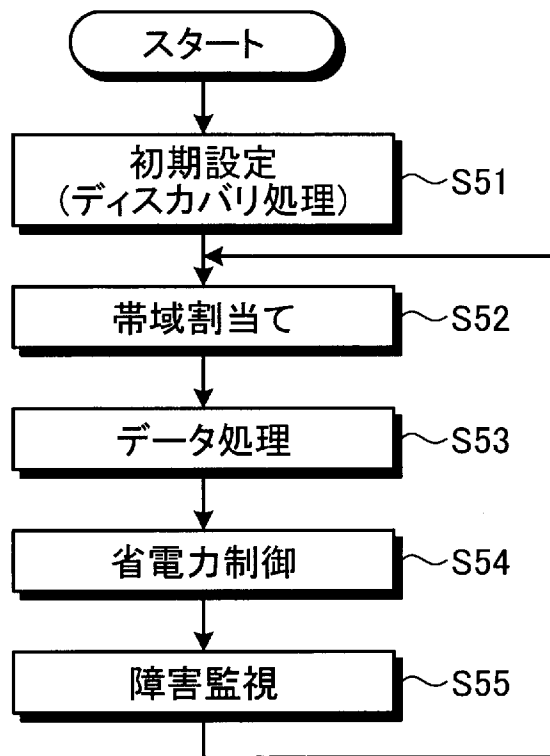 スタート
初期設定
(ディスカバリ処理)
S51
帯域割当て
S52
データ処理
S53
省電力制御
S54
障害監視
S55